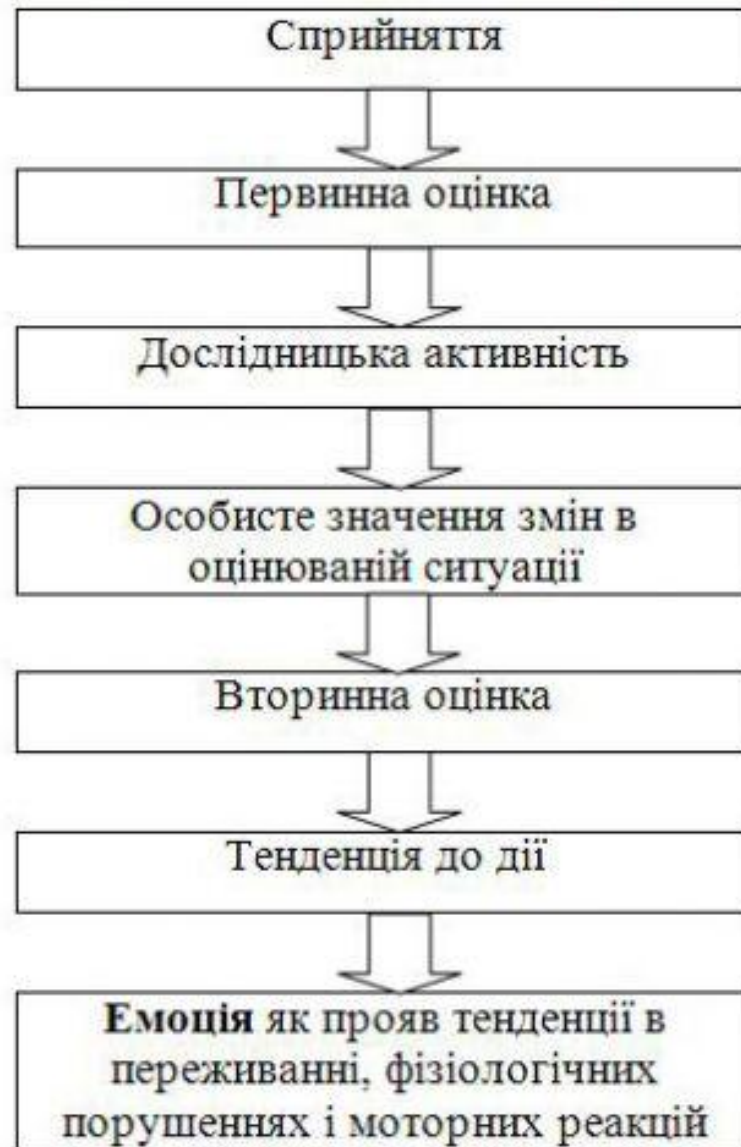 Сприйняття
Первинна оцінка
Дослідницька активність
Особисте значення змін в
оцінюваній ситуації
Вторинна оцінка
Тенденція до дії
Емоція як прояв тенденції в
переживанні, фізіологічних
порушеннях і моторних реакцій